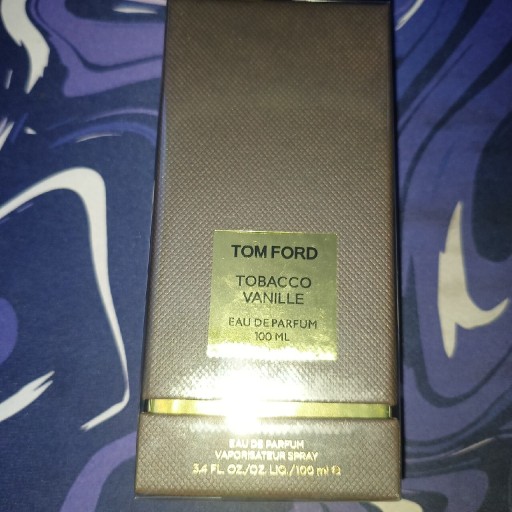 TOM FORD
TOBACCO
VANILLE
EAU DE PARFUM
100 ML
EAU DE PARFUM
VAPORISATEUR SPRAY
3.4 FL. OZ./OZ. LIQ./100 ml ℮